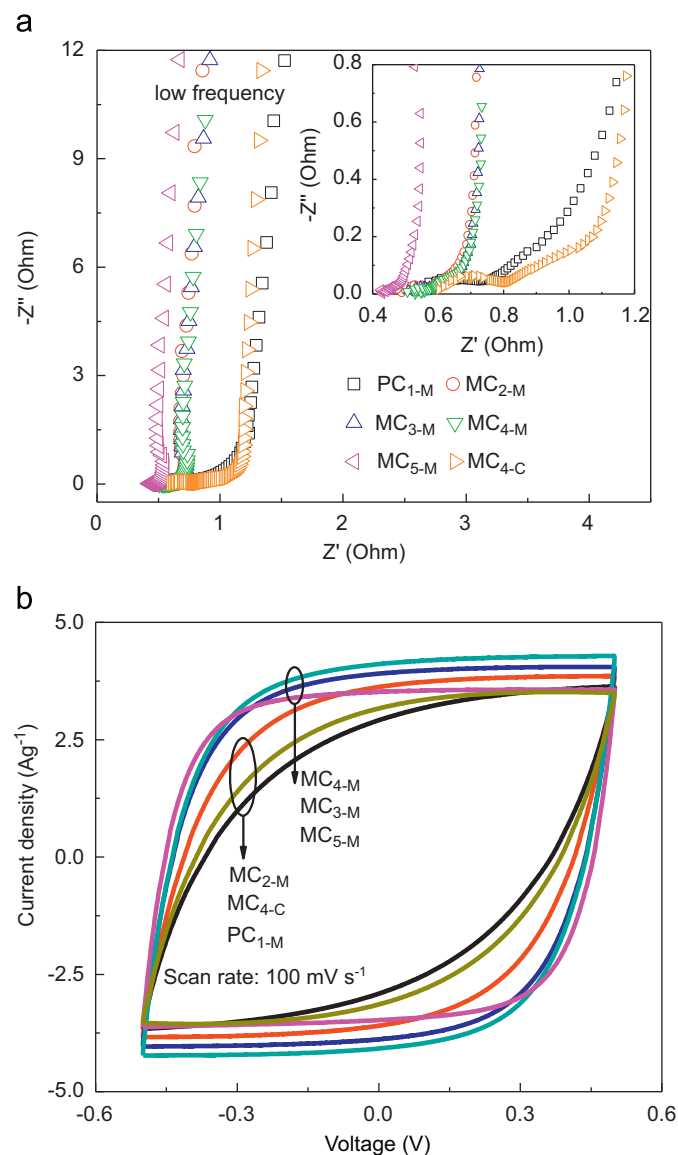 a
12
9
6
3
0
-Z" (Ohm)
low frequency
0 1 2 3 4
Z' (Ohm)
0.8
0.6
0.4
0.2
0.0
-Z" (Ohm)
0.4 0.6 0.8 1.0 1.2
Z' (Ohm)
PC1-M MC2-M
MC3-M MC4-M
MC5-M MC4-C
b
5.0
2.5
0.0
-2.5
-5.0
Current density (Ag-1)
MC4-M
MC3-M
MC5-M
MC2-M
MC4-C
PC1-M
Scan rate: 100 mV s-1
-0.6 -0.3 0.0 0.3 0.6
Voltage (V)